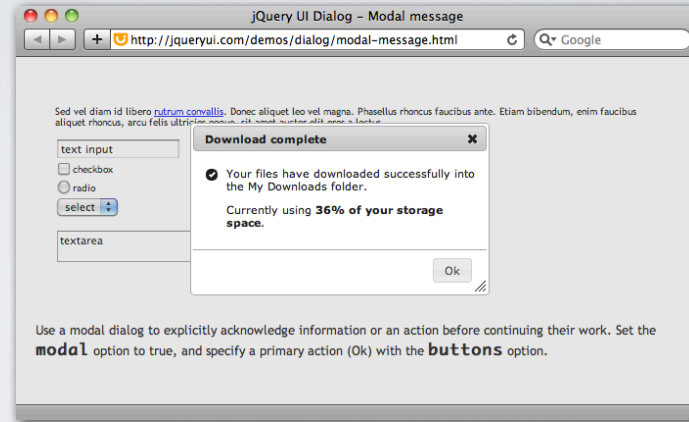 jQuery UI Dialog – Modal message
http://jqueryui.com/demos/dialog/modal-message.html
Google
Sed vel diam id libero rutrum convallis. Donec aliquet leo vel magna. Phasellus rhoncus faucibus ante. Etiam bibendum, enim faucibus
aliquet rhoncus, arcu felis
text input
checkbox
radio
select
textarea
Download complete
Your files have downloaded successfully into
the My Downloads folder.
Currently using 36% of your storage
space.
Ok
Use a modal dialog to explicitly acknowledge information or an action before continuing their work. Set the
modal option to true, and specify a primary action (Ok) with the buttons option.